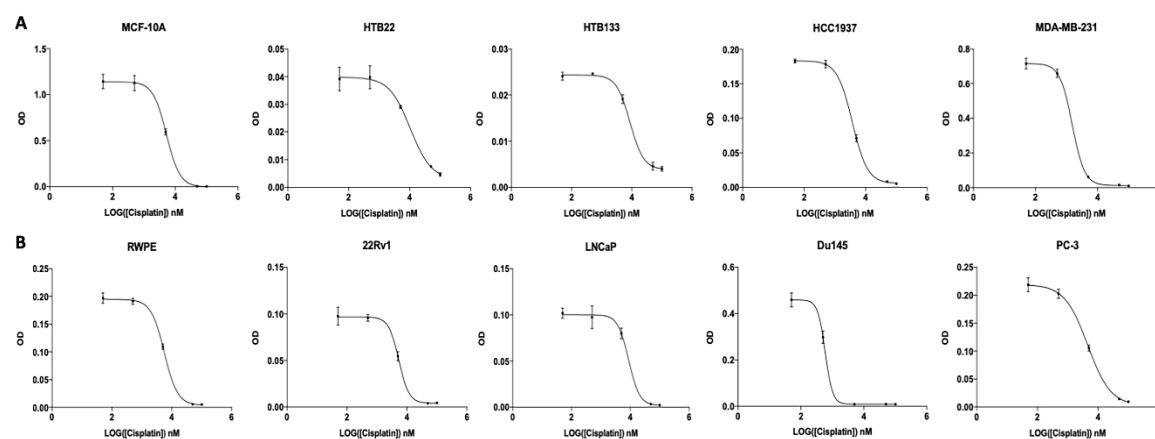 A
MCF-10A
1.5
1.0
0.5
0.0
OD
0 2 4 6
LOG([Cisplatin]) nM
HTB22
0.05
0.04
0.03
0.02
0.01
0.00
OD
0 2 4 6
LOG([Cisplatin]) nM
HTB133
0.03
0.02
0.01
0.00
OD
0 2 4 6
LOG([Cisplatin]) nM
HCC1937
0.20
0.15
0.10
0.05
0.00
OD
0 2 4 6
LOG([Cisplatin]) nM
MDA-MB-231
0.8
0.6
0.4
0.2
0.0
OD
0 2 4
LOG([Cisplatin]) nM
B
RWPE
0.25
0.20
0.15
0.10
0.05
0.00
OD
0 2 4 6
LOG([Cisplatin]) nM
22Rv1
0.15
0.10
0.05
0.00
OD
0 2 4 6
LOG([Cisplatin]) nM
LNCaP
0.15
0.10
0.05
0.00
OD
0 2 4 6
LOG([Cisplatin]) nM
Du145
0.6
0.4
0.2
0.0
OD
0 2 4 6
LOG([Cisplatin]) nM
PC-3
0.25
0.20
0.15
0.10
0.05
0.00
OD
0 2 4 6
LOG([Cisplatin]) nM